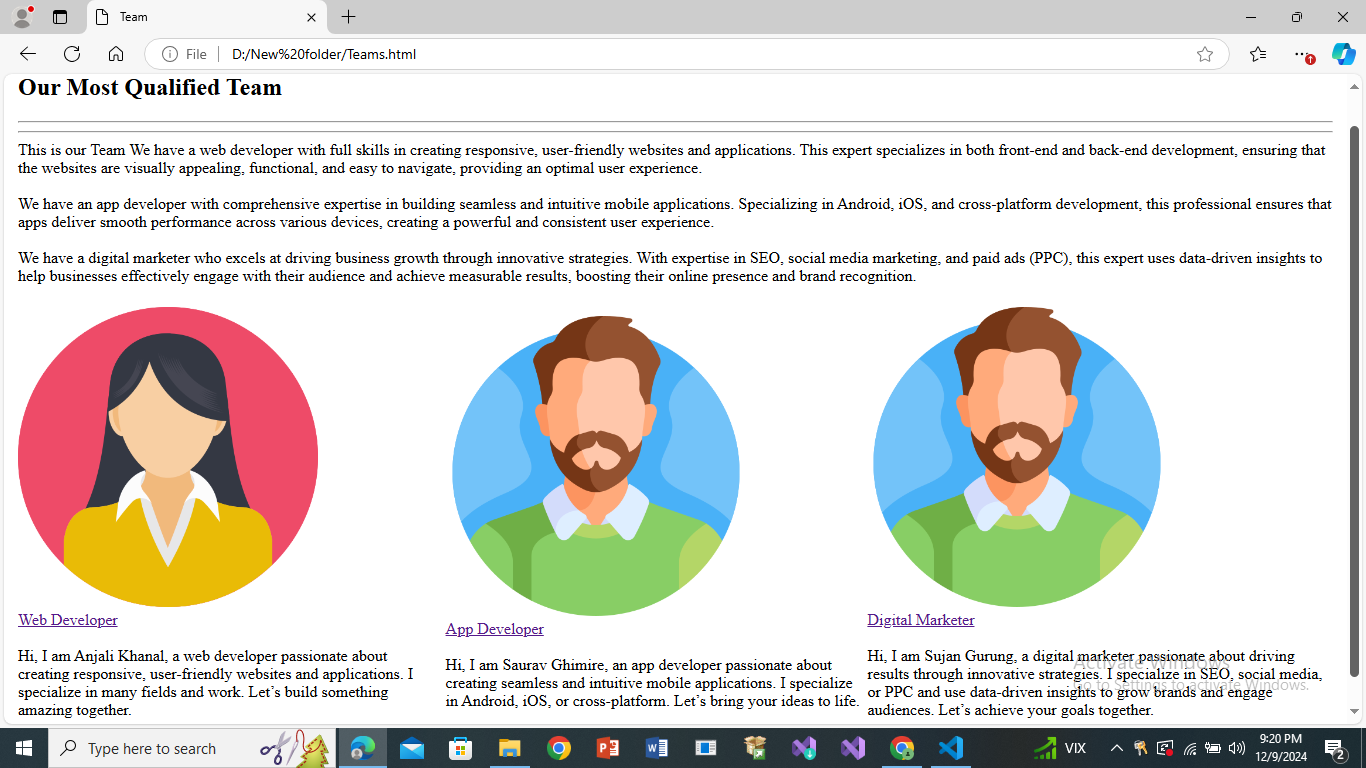 Team
File
D:/New%20folder/Teams.html
Our Most Qualified Team
This is our Team We have a web developer with full skills in creating responsive, user-friendly websites and applications. This expert specializes in both front-end and back-end development, ensuring that
the websites are visually appealing, functional, and easy to navigate, providing an optimal user experience.
We have an app developer with comprehensive expertise in building seamless and intuitive mobile applications. Specializing in Android, iOS, and cross-platform development, this professional ensures that
apps deliver smooth performance across various devices, creating a powerful and consistent user experience.
We have a digital marketer who excels at driving business growth through innovative strategies. With expertise in SEO, social media marketing, and paid ads (PPC), this expert uses data-driven insights to
help businesses effectively engage with their audience and achieve measurable results, boosting their online presence and brand recognition.
Web Developer
Hi, I am Anjali Khanal, a web developer passionate about
creating responsive, user-friendly websites and applications. I
specialize in many fields and work. Let’s build something
amazing together.
App Developer
Hi, I am Saurav Ghimire, an app developer passionate about
creating seamless and intuitive mobile applications. I specialize
in Android, iOS, or cross-platform. Let’s bring your ideas to life.
Digital Marketer
Hi, I am Sujan Gurung, a digital marketer passionate about driving
results through innovative strategies. I specialize in SEO, social media,
or PPC and use data-driven insights to grow brands and engage
audiences. Let’s achieve your goals together.
Activate Windows
Go to Settings to activate Windows.
Type here to search
VIX
9:20 PM
12/9/2024
2